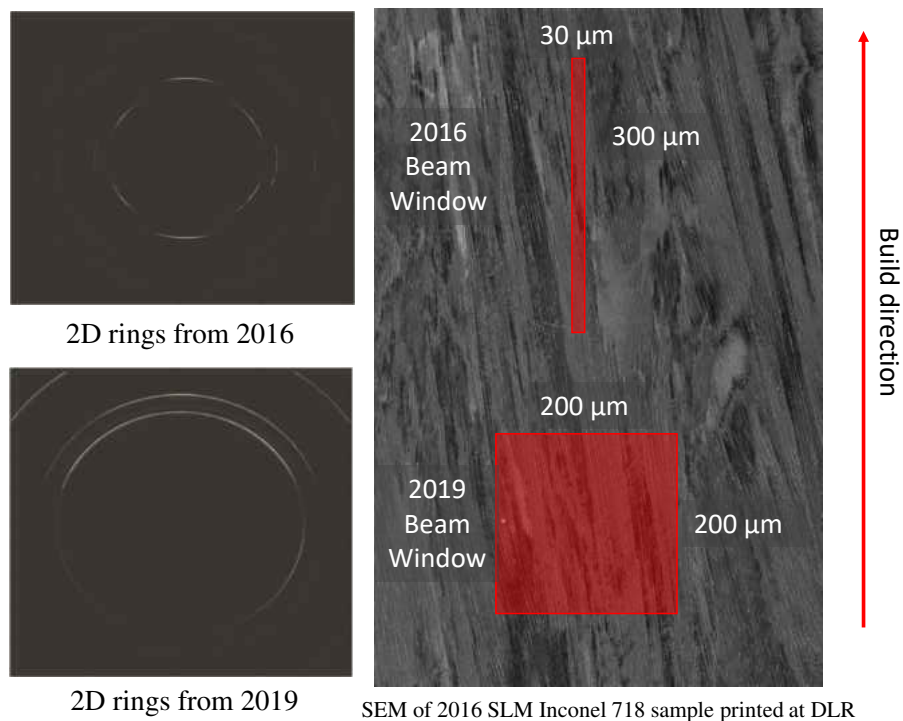 2D rings from 2016
2D rings from 2019
30 μm
2016
Beam
Window
300 μm
200 μm
2019
Beam
Window
200 μm
Build direction
SEM of 2016 SLM Inconel 718 sample printed at DLR